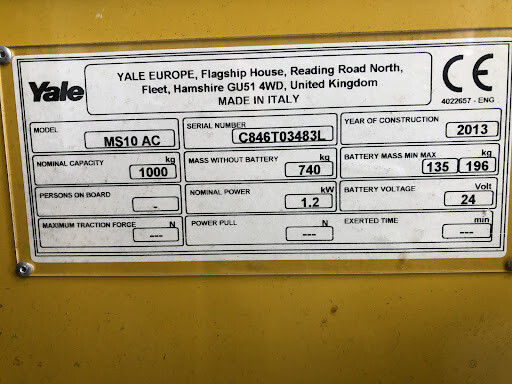 Yale
YALE EUROPE, Flagship House, Reading Road North,
Fleet, Hamshire GU51 4WD, United Kingdom
MADE IN ITALY
CE
4022657 - ENG
MODEL
MS10 AC
SERIAL NUMBER
C846T03483L
YEAR OF CONSTRUCTION
2013
NOMINAL CAPACITY
kg
1000
MASS WITHOUT BATTERY
kg
740
BATTERY MASS MIN MAX
kg
135 196
PERSONS ON BOARD
-
NOMINAL POWER
kW
1.2
BATTERY VOLTAGE
Volt
24
MAXIMUM TRACTION FORCE
N
---
POWER PULL
N
---
EXERTED TIME
min
---